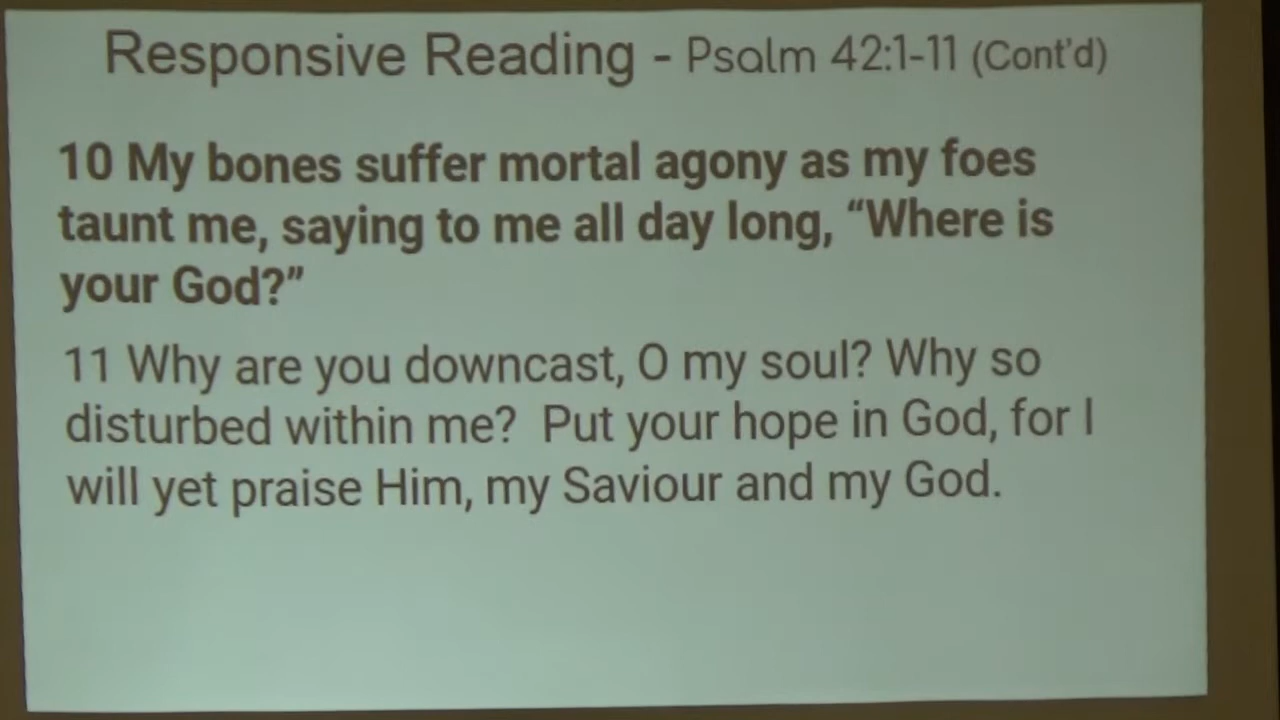 Responsive Reading - Psalm 42:1-11 (Cont'd)
10 My bones suffer mortal agony as my foes
taunt me, saying to me all day long, “Where is
your God?”
11 Why are you downcast, O my soul? Why so
disturbed within me?  Put your hope in God, for I
will yet praise Him, my Saviour and my God.